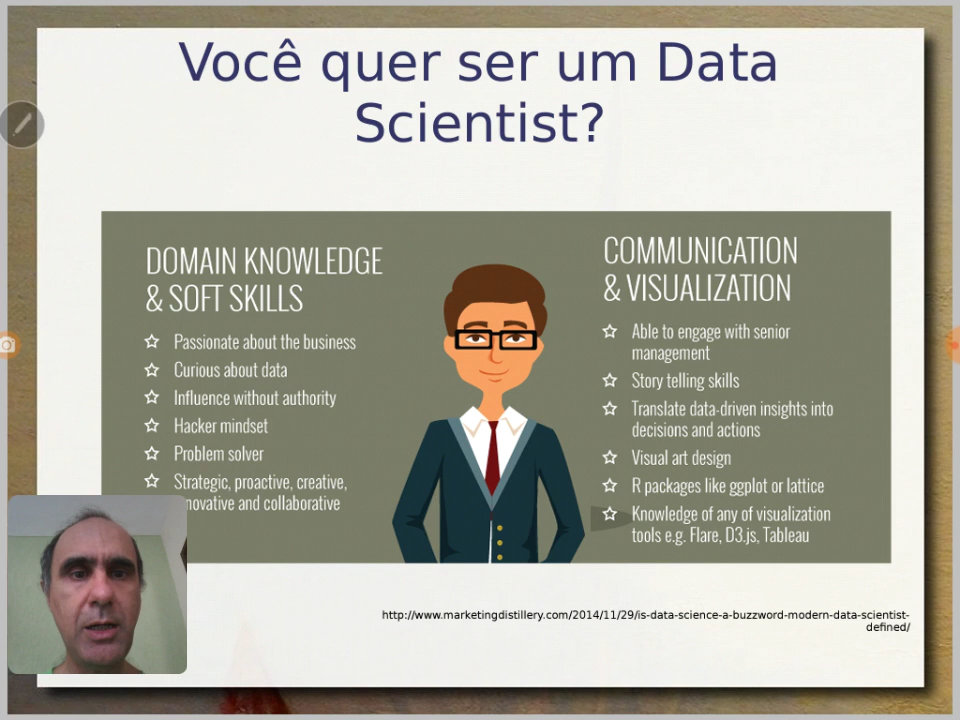 Você quer ser um Data
Scientist?
DOMAIN KNOWLEDGE
& SOFT SKILLS
Passionate about the business
Curious about data
Influence without authority
Hacker mindset
Problem solver
Strategic, proactive, creative,
novative and collaborative
COMMUNICATION
& VISUALIZATION
Able to engage with senior
management
Story telling skills
Translate data-driven insights into
decisions and actions
Visual art design
R packages like ggplot or lattice
Knowledge of any of visualization
tools e.g. Flare, D3.js, Tableau
http://www.marketingdistillery.com/2014/11/29/is-data-science-a-buzzword-modern-data-scientist-
defined/